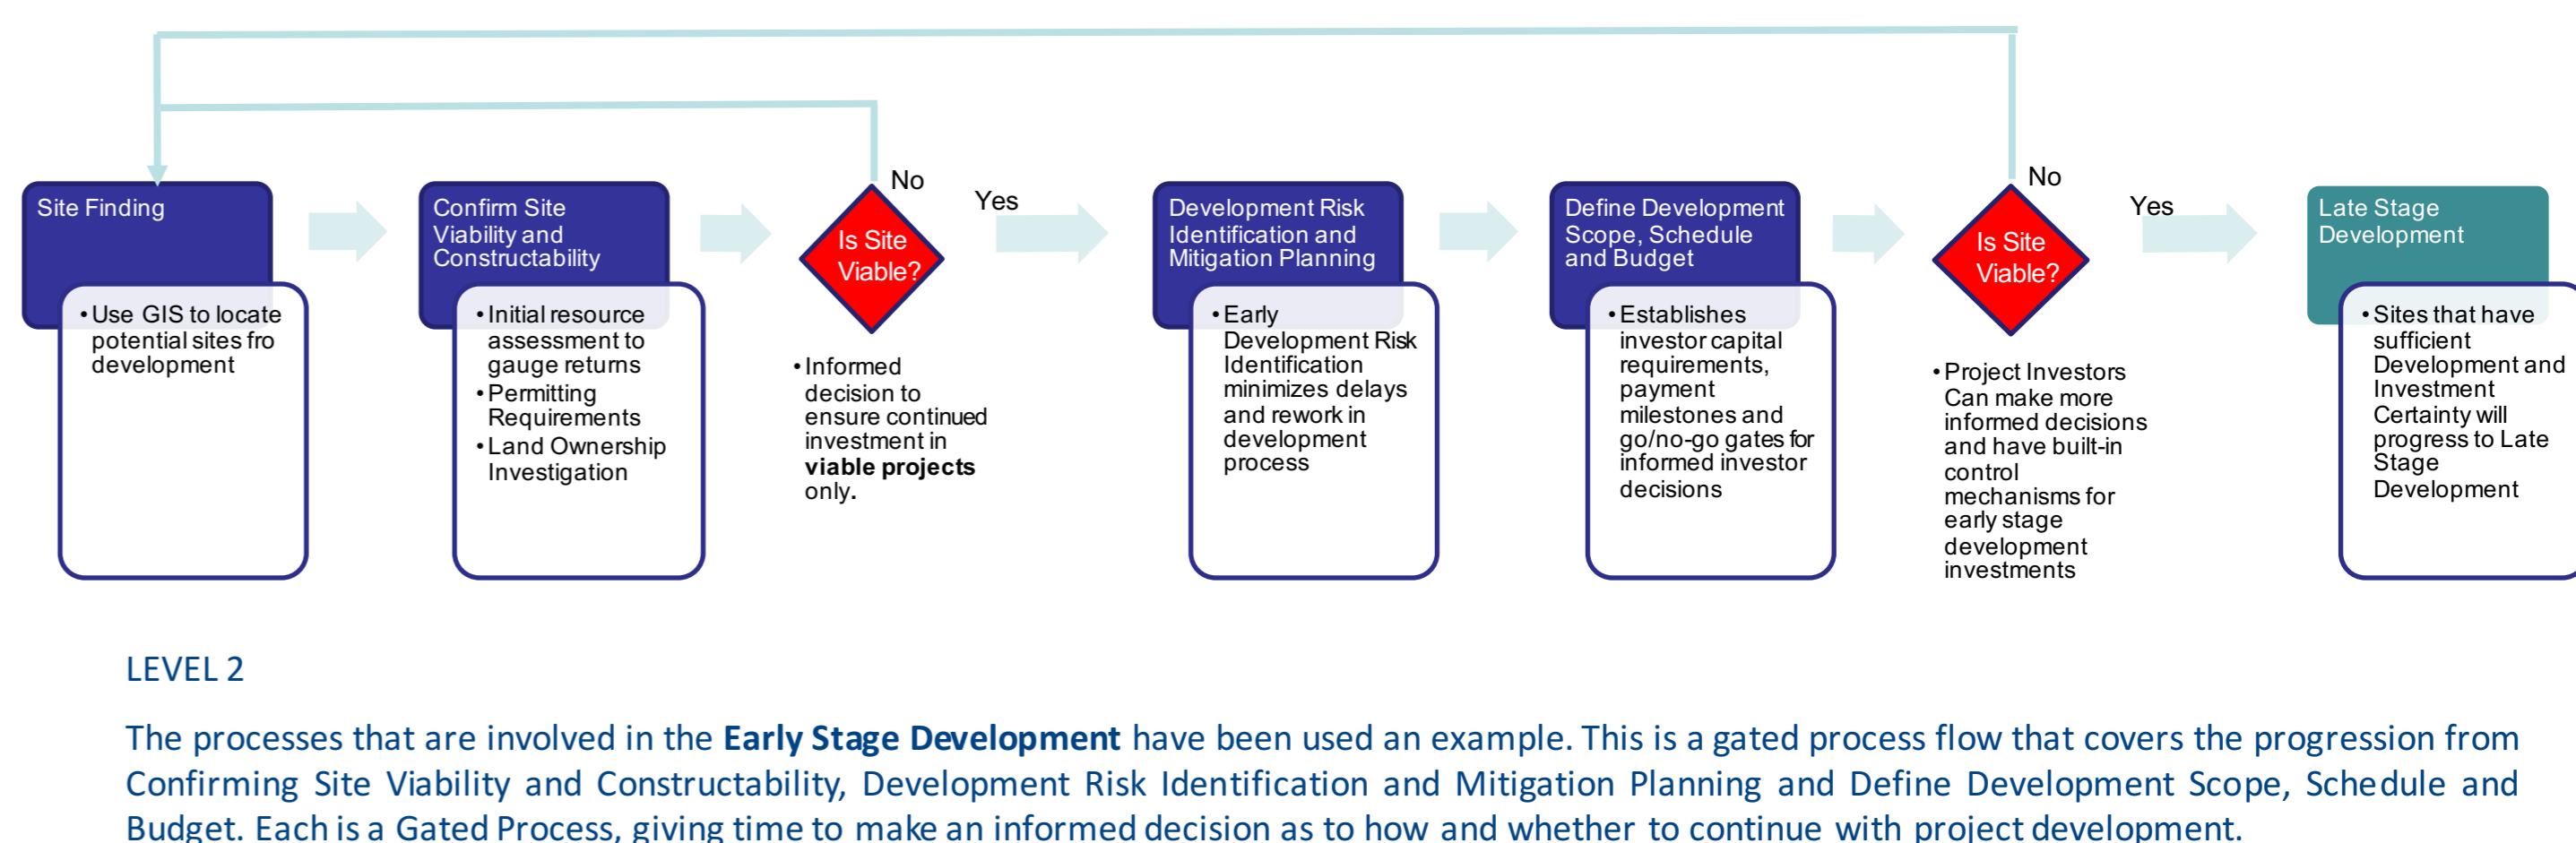 No
No
Yes
Yes
Site Finding
Confirm Site
Viability and
Constructability
Is Site
Viable?
Development Risk
Identification and
Mitigation Planning
Define Development
Scope, Schedule
and Budget
Is Site
Viable?
Late Stage
Development
•Use GIS to locate
potential sites fro
development
•Initial resource
assessment to
gauge returns
•Permitting
Requirements
•Land Ownership
Investigation
•Informed
decision to
ensure continued
investment in
viable projects
only.
•Early
Development Risk
Identification
minimizes delays
and rework in
development
process
•Establishes
investor capital
requirements,
payment
milestones and
go/no-go gates for
informed investor
decisions
•Project Investors
Can make more
informed decisions
and have built-in
control
mechanisms for
early stage
development
investments
•Sites that have
sufficient
Development and
Investment
Certainty will
progress to Late
Stage
Development
LEVEL 2
The processes that are involved in the Early Stage Development have been used an example. This is a gated process flow that covers the progression from
Confirming Site Viability and Constructability, Development Risk Identification and Mitigation Planning and Define Development Scope, Schedule and
Budget. Each is a Gated Process, giving time to make an informed decision as to how and whether to continue with project development.